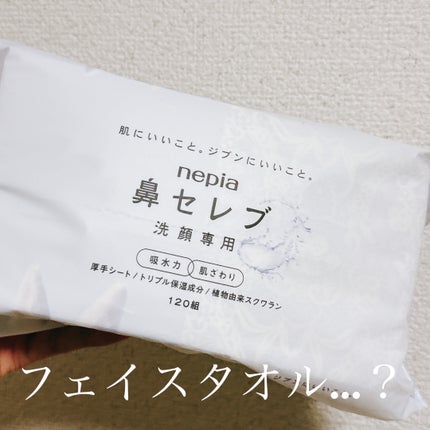 肌にいいこと。ジブンにいいこと。
nepia
鼻セレブ
洗顔専用
吸水力 肌ざわり
厚手シート/トリプル保湿成分/植物由来スクワラン
120組
フェイスタオル...?